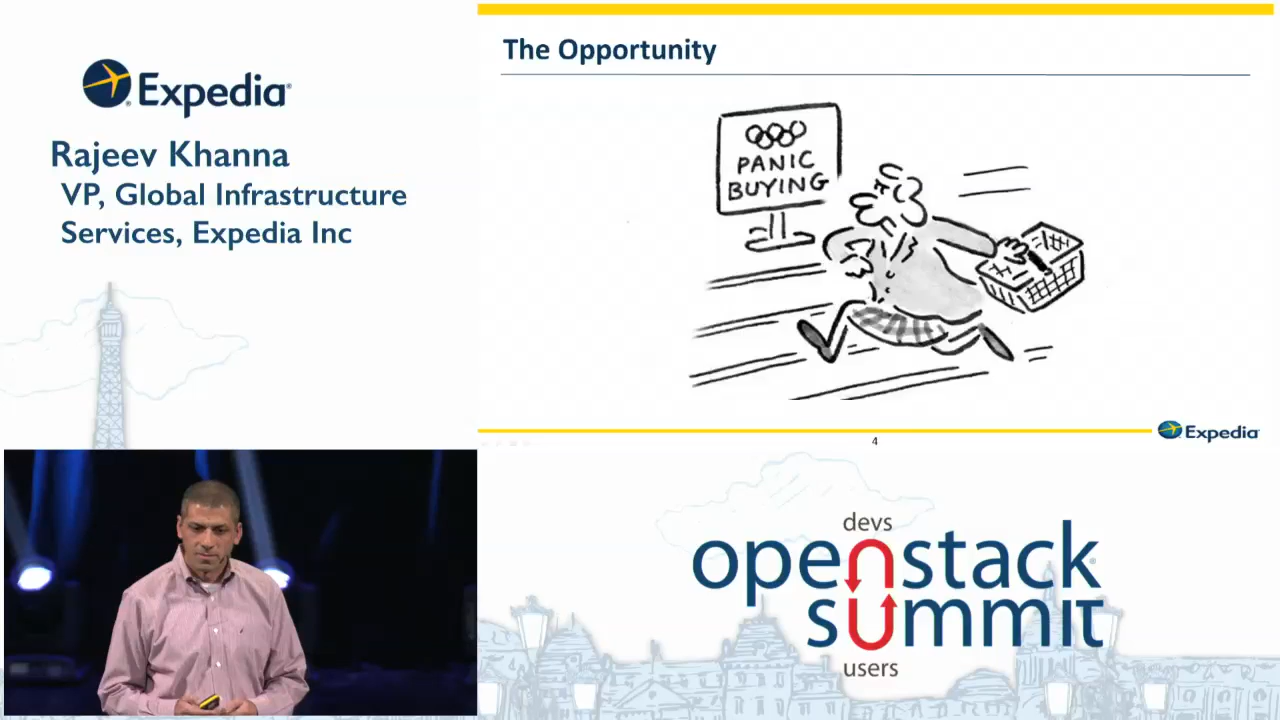 Expedia
Rajeev Khanna
VP, Global Infrastructure
Services, Expedia Inc
The Opportunity
PANIC
BUYING
4
Expedia
devs
openstack
summit
users